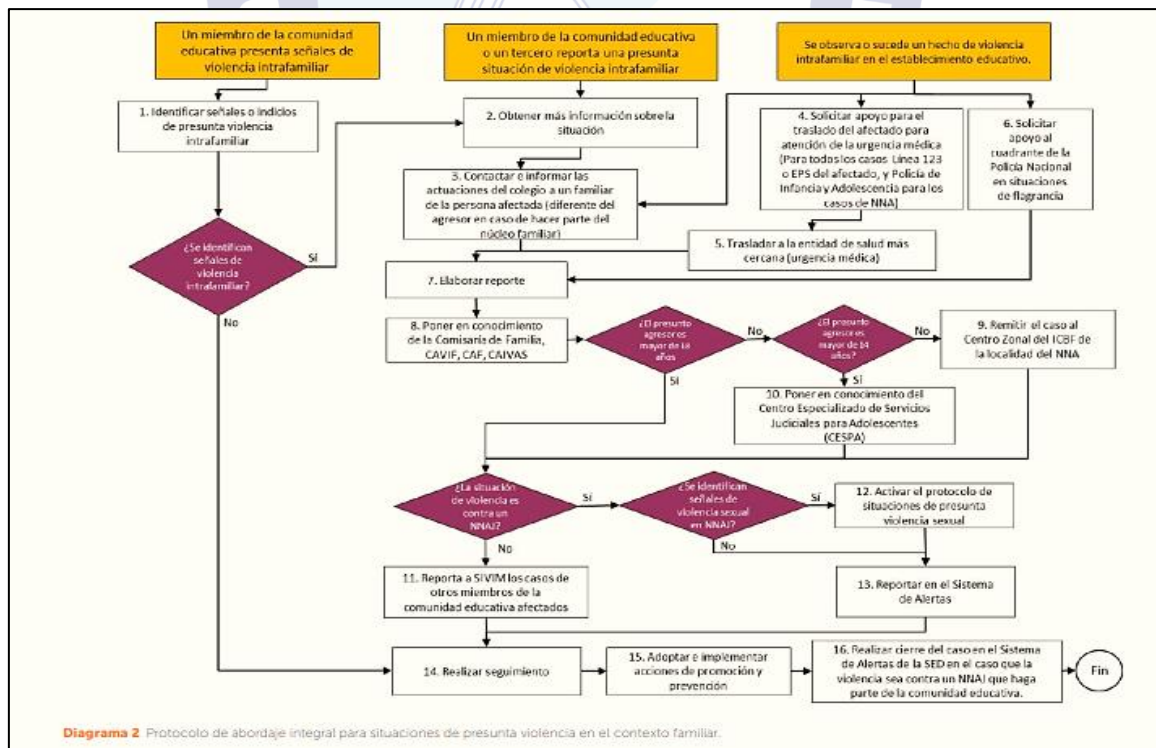 Un miembro de la comunidad
educativa presenta señales de
violencia intrafamiliar
Un miembro de la comunidad educativa
o un tercero reporta una presunta
situación de violencia intrafamiliar
Se observa o sucede un hecho de violencia
intrafamiliar en el establecimiento educativo.
1. Identificar señales o indicios
de presunta violencia
intrafamiliar
2. Obtener más información sobre la
situación
3. Contactar e informar las
actuaciones del colegio a un familiar
de la persona afectada (diferente del
agresor en caso de hacer parte del
núcleo familiar)
4. Solicitar apoyo para el
traslado del afectado para
atención de la urgencia médica
(Para todos los casos Línea 123
o EPS del afectado, y Policía de
Infancia y Adolescencia para los
casos de NNA)
6. Solicitar
apoyo al
cuadrante de la
Policía Nacional
en situaciones
de flagrancia
5. Trasladar a la entidad de salud más
cercana (urgencia médica)
¿Se identifican
señales de
violencia
intrafamiliar?
Sí
No
7. Elaborar reporte
8. Poner en conocimiento
de la Comisaría de Familia,
CAVIF, CAF, CAIVAS
¿El presunto
agresor es
mayor de 18
años
No
Sí
¿El presunto
agresor es
mayor de 14
años?
No
Sí
9. Remitir el caso al
Centro Zonal del ICBF de
la localidad del NNA
10. Poner en conocimiento del
Centro Especializado de Servicios
Judiciales para Adolescentes
(CESPA)
¿La situación
de violencia es
contra un
NNAJ?
Sí
No
¿Se identifican
señales de
violencia sexual
en NNAJ?
Sí
No
12. Activar el protocolo de
situaciones de presunta
violencia sexual
11. Reporta a SIVIM los casos de
otros miembros de la
comunidad educativa afectados
13. Reportar en el Sistema
de Alertas
14. Realizar seguimiento
15. Adoptar e implementar
acciones de promoción y
prevención
16. Realizar cierre del caso en el Sistema
de Alertas de la SED en el caso que la
violencia sea contra un NNAJ que haga
parte de la comunidad educativa.
Fin
Diagrama 2 Protocolo de abordaje integral para situaciones de presunta violencia en el contexto familiar.